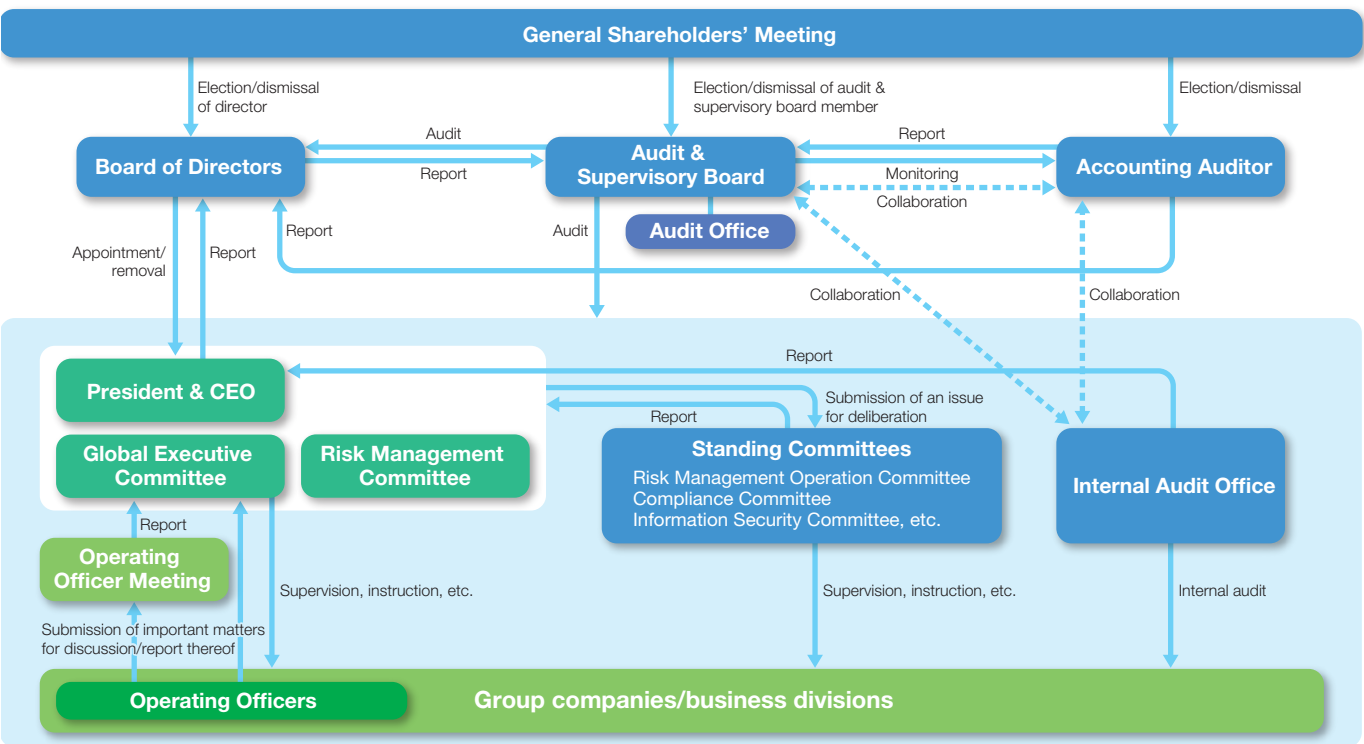 General Shareholders' Meeting
Election/dismissal
of director
Election/dismissal of audit &
supervisory board member
Election/dismissal
Board of Directors
Audit
Report
Audit &
Supervisory Board
Report
Monitoring
Collaboration
Accounting Auditor
Audit Office
Appointment/
removal
Report
Report
Audit
Collaboration
Collaboration
President & CEO
Report
Global Executive
Committee
Risk Management
Committee
Report
Submission of an issue
for deliberation
Standing Committees
Risk Management Operation Committee
Compliance Committee
Information Security Committee, etc.
Internal Audit Office
Report
Operating
Officer Meeting
Supervision, instruction, etc.
Supervision, instruction, etc.
Internal audit
Submission of important matters
for discussion/report thereof
Operating Officers
Group companies/business divisions